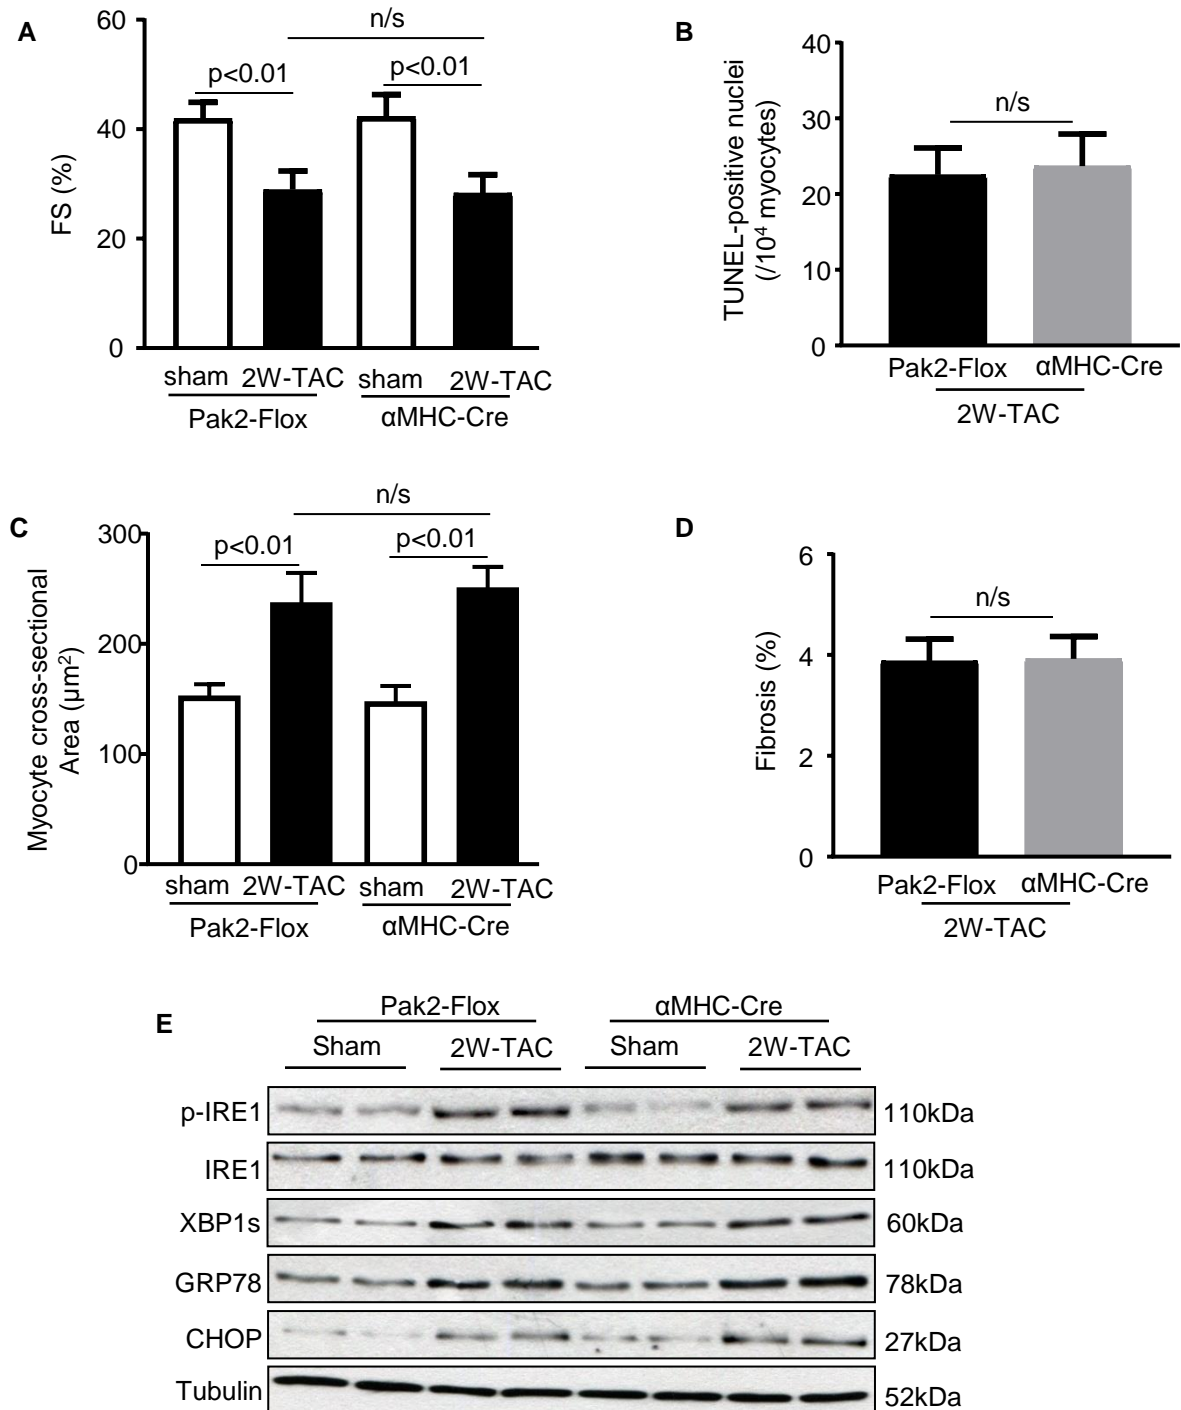 A
60
40
20
0
FS (%)
n/s
p<0.01
p<0.01
sham 2W-TAC sham 2W-TAC
Pak2-Flox αMHC-Cre
B
40
30
20
10
0
TUNEL-positive nuclei
(/10⁴ myocytes)
n/s
Pak2-Flox αMHC-Cre
2W-TAC
C
300
200
100
0
Myocyte cross-sectional
Area (µm²)
n/s
p<0.01
p<0.01
sham 2W-TAC sham 2W-TAC
Pak2-Flox αMHC-Cre
D
6
4
2
0
Fibrosis (%)
n/s
Pak2-Flox αMHC-Cre
2W-TAC
E
Pak2-Flox αMHC-Cre
Sham 2W-TAC Sham 2W-TAC
p-IRE1 110kDa
IRE1 110kDa
XBP1s 60kDa
GRP78 78kDa
CHOP 27kDa
Tubulin 52kDa